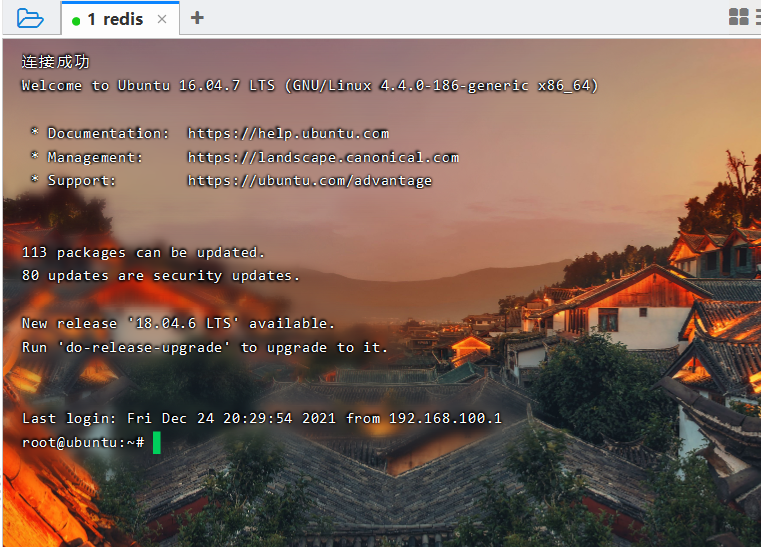 1 redis
连接成功
Welcome to Ubuntu 16.04.7 LTS (GNU/Linux 4.4.0-186-generic x86_64)
* Documentation:  https://help.ubuntu.com
* Management:     https://landscape.canonical.com
* Support:        https://ubuntu.com/advantage
113 packages can be updated.
80 updates are security updates.
New release '18.04.6 LTS' available.
Run 'do-release-upgrade' to upgrade to it.
Last login: Fri Dec 24 20:29:54 2021 from 192.168.100.1
root@ubuntu:~#